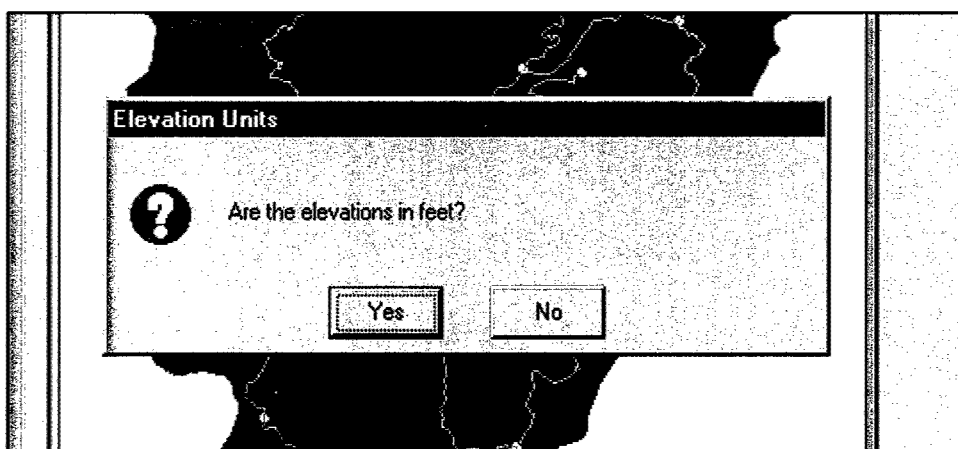 Elevation Units
Are the elevations in feet?
Yes
No